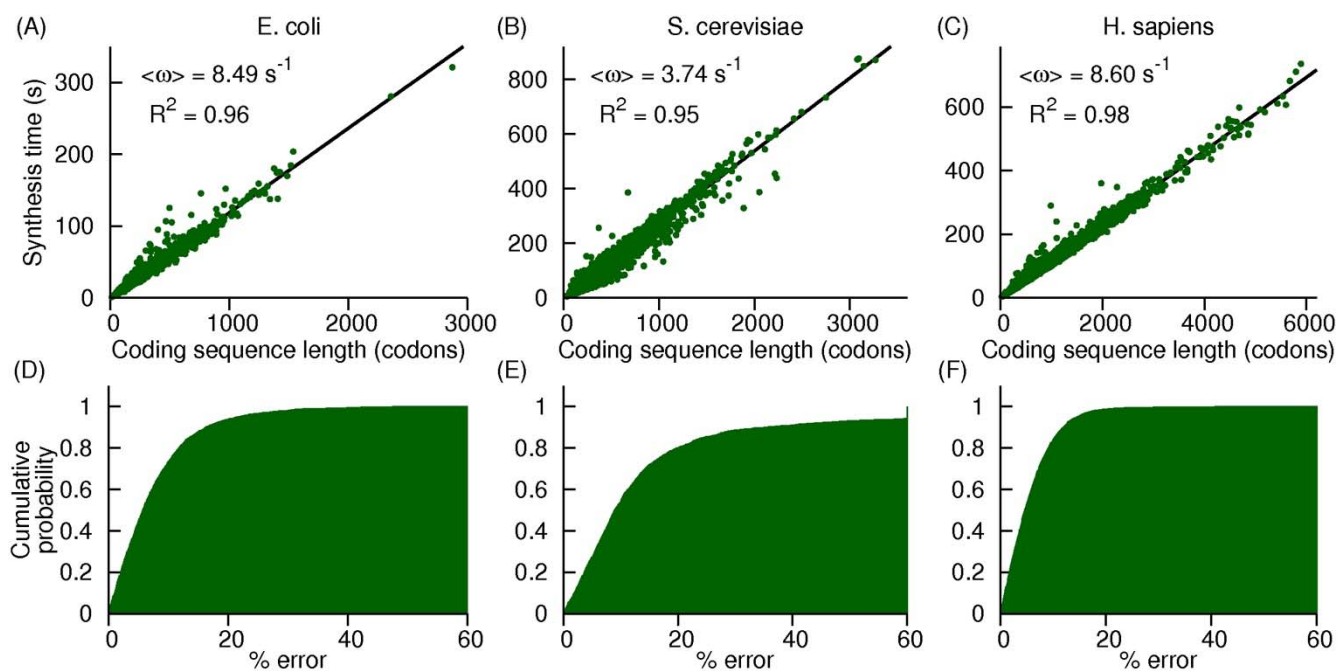 (A) E. coli
(B) S. cerevisiae
(C) H. sapiens
<ω> = 8.49 s⁻¹
R² = 0.96
<ω> = 3.74 s⁻¹
R² = 0.95
<ω> = 8.60 s⁻¹
R² = 0.98
Synthesis time (s)
300
200
100
0
800
600
400
200
0
600
400
200
0
0 1000 2000 3000
0 1000 2000 3000
0 2000 4000 6000
Coding sequence length (codons)
Coding sequence length (codons)
Coding sequence length (codons)
(D)
(E)
(F)
Cumulative
probability
1
0.8
0.6
0.4
0.2
0
1
0.8
0.6
0.4
0.2
0
1
0.8
0.6
0.4
0.2
0
0 20 40 60
0 20 40 60
0 20 40 60
% error
% error
% error